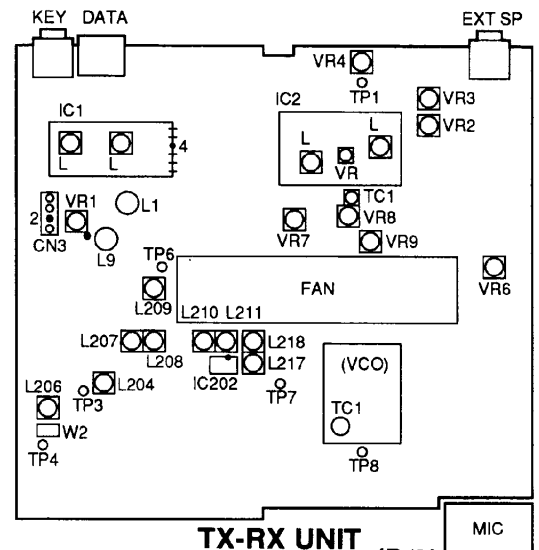 KEY DATA EXT SP
VR4
TP1
IC1
IC2
VR3
VR2
L L
4
L
L
VR
TC1
2
VR1
L1
CN3
L9
VR8
VR7
VR9
TP6
FAN
VR6
L209
L210 L211
L207
L208
L218
L217
IC202
(VCO)
L206
L204
TP3
TP7
TC1
W2
TP4
TP8
TX-RX UNIT
MIC